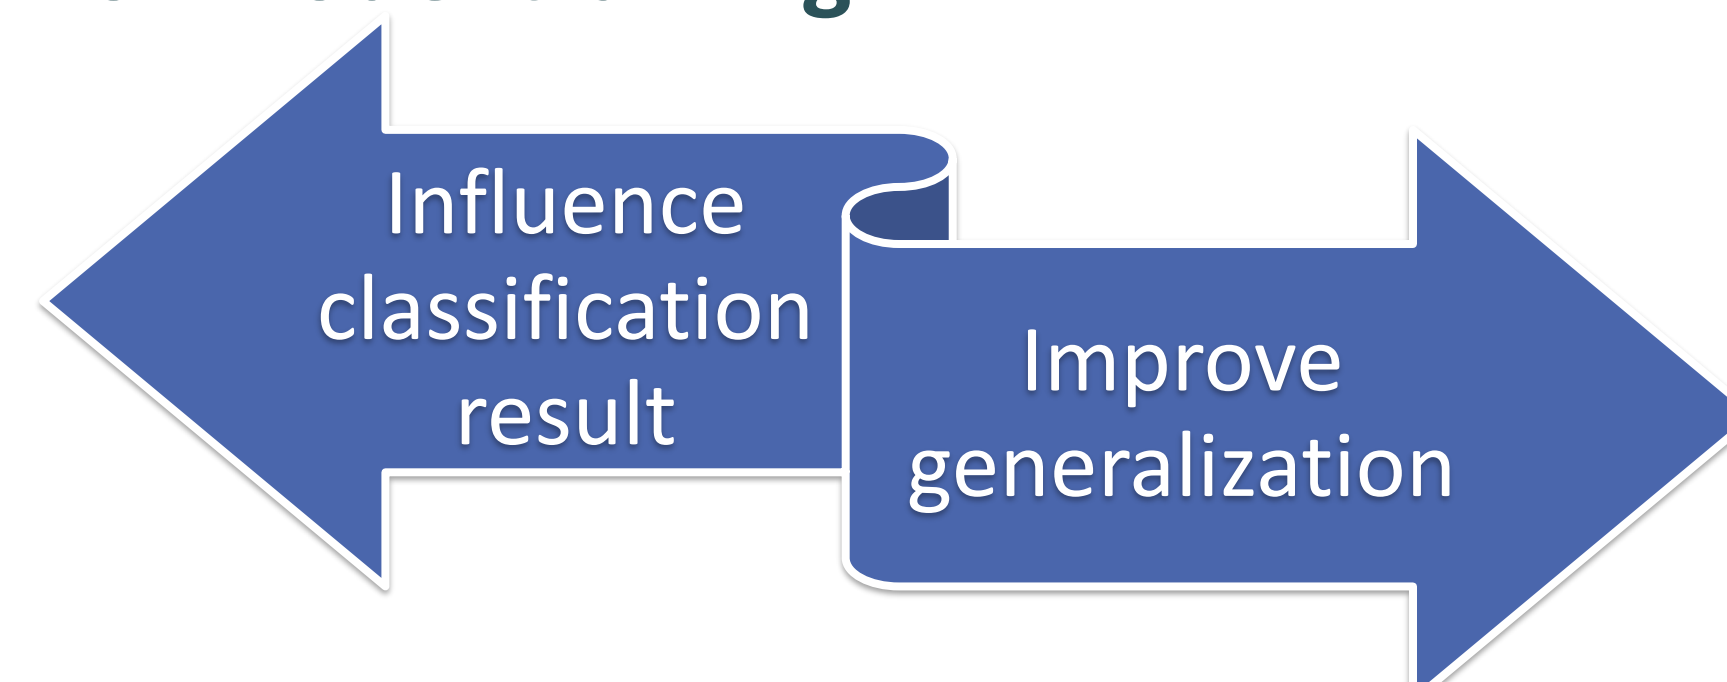 Influence
classification
result
Improve
generalization